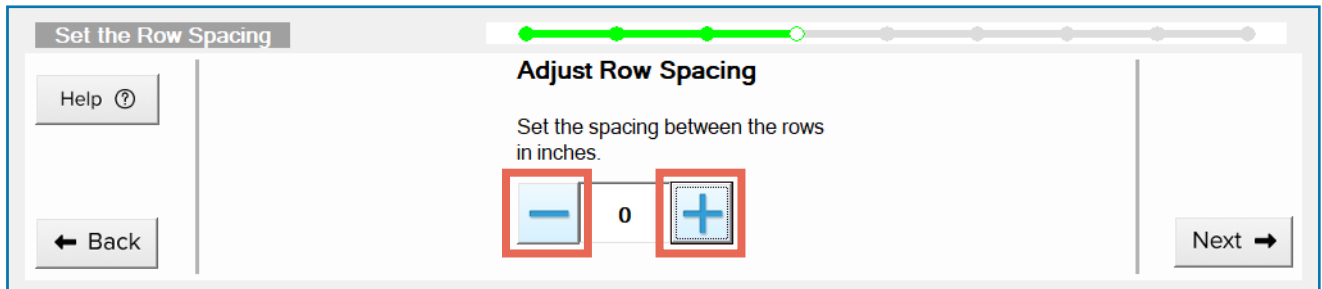 Set the Row Spacing
Adjust Row Spacing
Help ?
Set the spacing between the rows
in inches.
− 0 +
← Back
Next →